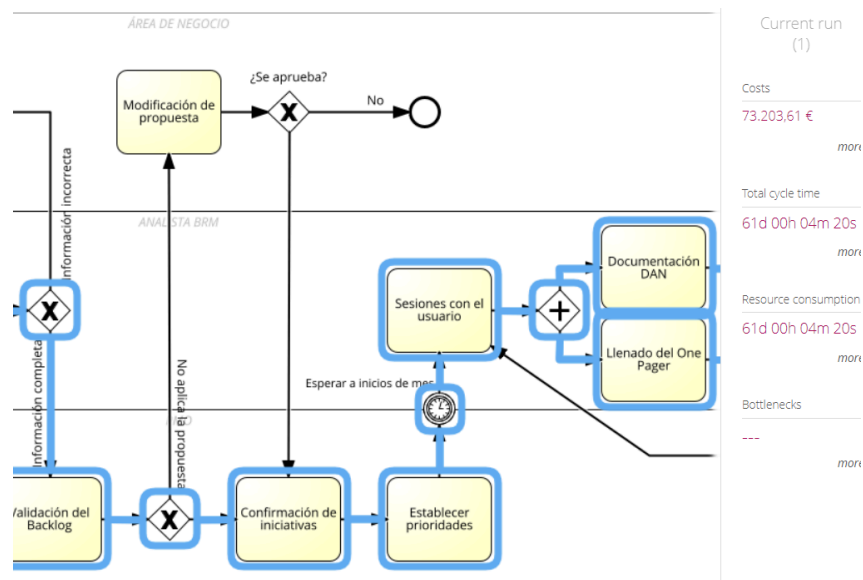 ÁREA DE NEGOCIO
¿Se aprueba?
Modificación de
propuesta
No
Información incorrecta
ANALISTA BRM
Documentación
DAN
Sesiones con el
usuario
Llenado del One
Pager
Esperar a inicios de mes
Información completa
No aplica la propuesta
Validación del
Backlog
Confirmación de
iniciativas
Establecer
prioridades
Current run
(1)
Costs
73.203,61 €
more
Total cycle time
61d 00h 04m 20s
more
Resource consumption
61d 00h 04m 20s
more
Bottlenecks
---
more